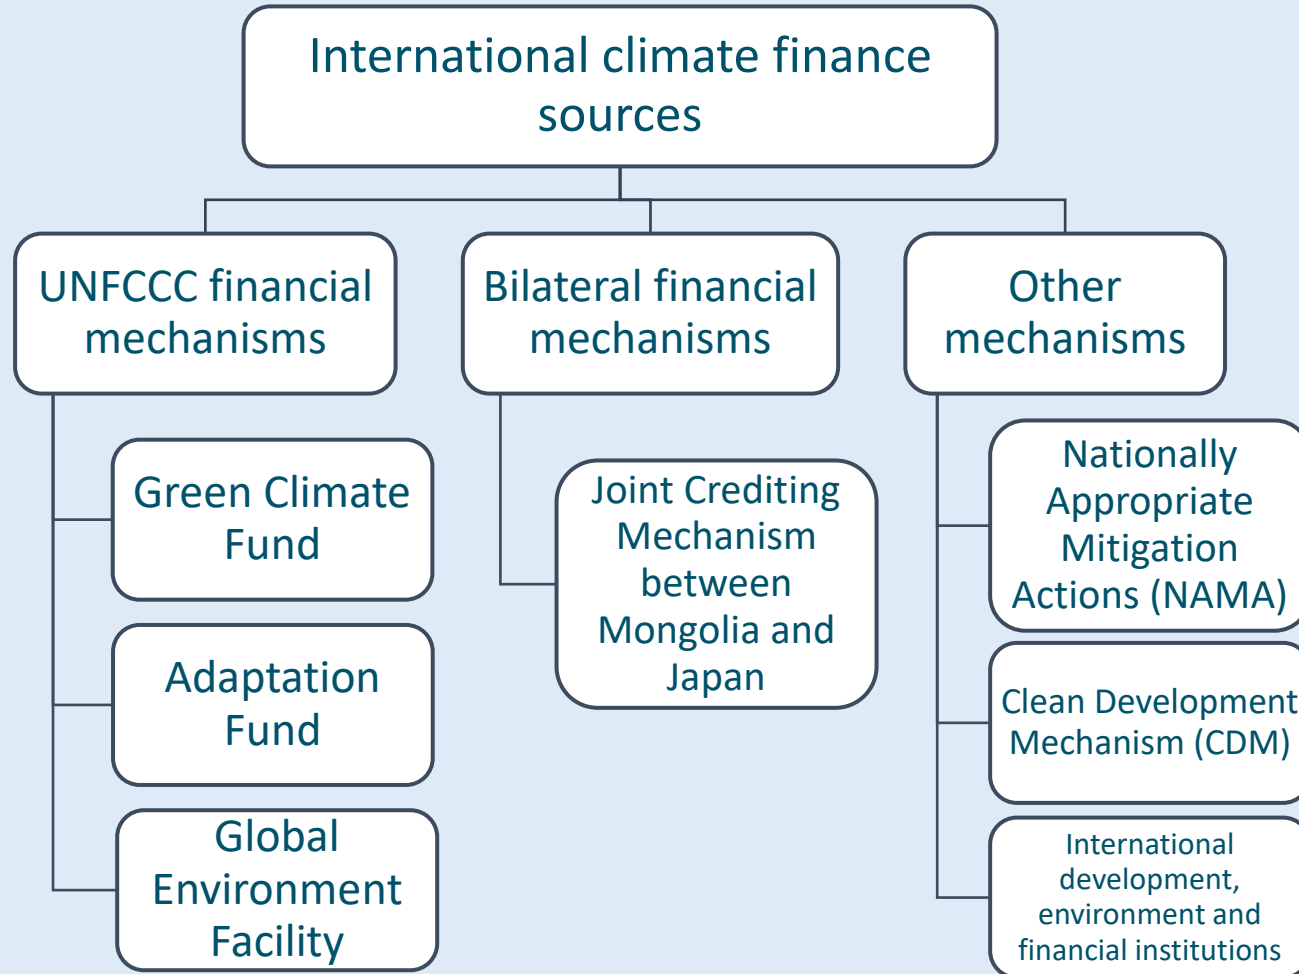 International climate finance
sources
UNFCCC financial
mechanisms
Green Climate
Fund
Adaptation
Fund
Global
Environment
Facility
Bilateral financial
mechanisms
Joint Crediting
Mechanism
between
Mongolia and
Japan
Other
mechanisms
Nationally
Appropriate
Mitigation
Actions (NAMA)
Clean Development
Mechanism (CDM)
International
development,
environment and
financial institutions